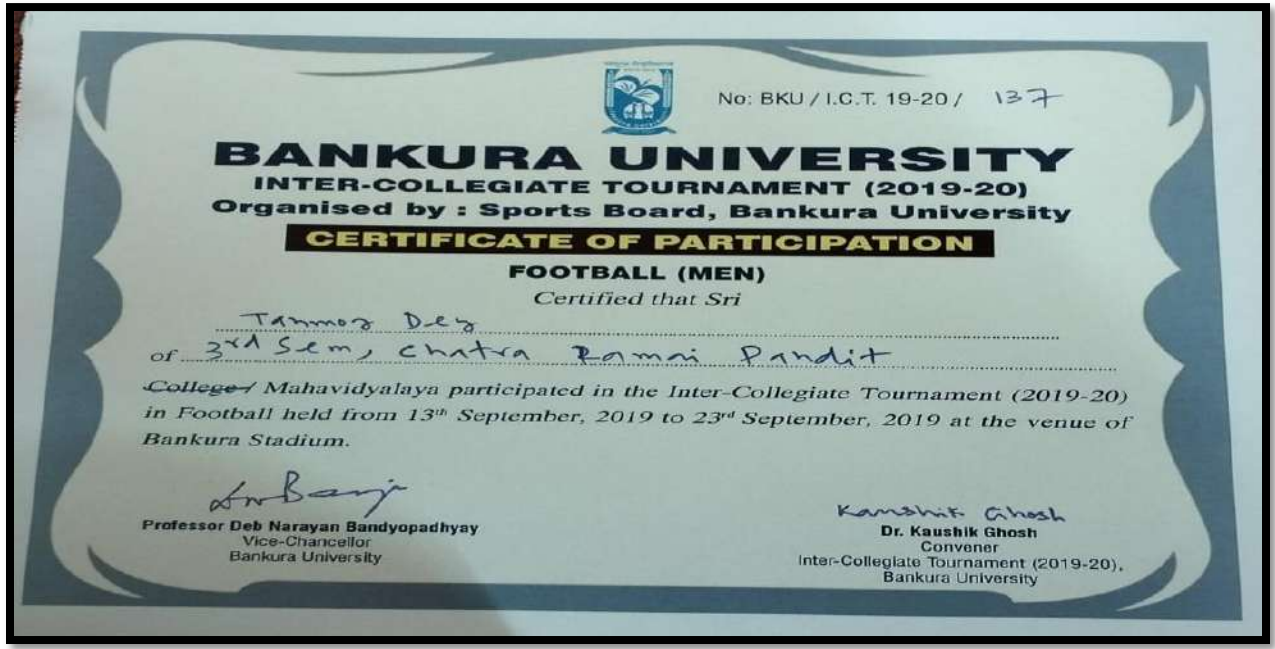 No: BKU / I.C.T. 19-20 / 137
BANKURA UNIVERSITY
INTER-COLLEGIATE TOURNAMENT (2019-20)
Organised by : Sports Board, Bankura University
CERTIFICATE OF PARTICIPATION
FOOTBALL (MEN)
Certified that Sri
Tanmoy Dey
of 3rd Sem, Chatra Ramai Pandit
College / Mahavidyalaya participated in the Inter-Collegiate Tournament (2019-20)
in Football held from 13th September, 2019 to 23rd September, 2019 at the venue of
Bankura Stadium.
Kaushik Ghosh
Professor Deb Narayan Bandyopadhyay
Vice-Chancellor
Bankura University
Dr. Kaushik Ghosh
Convener
Inter-Collegiate Tournament (2019-20),
Bankura University